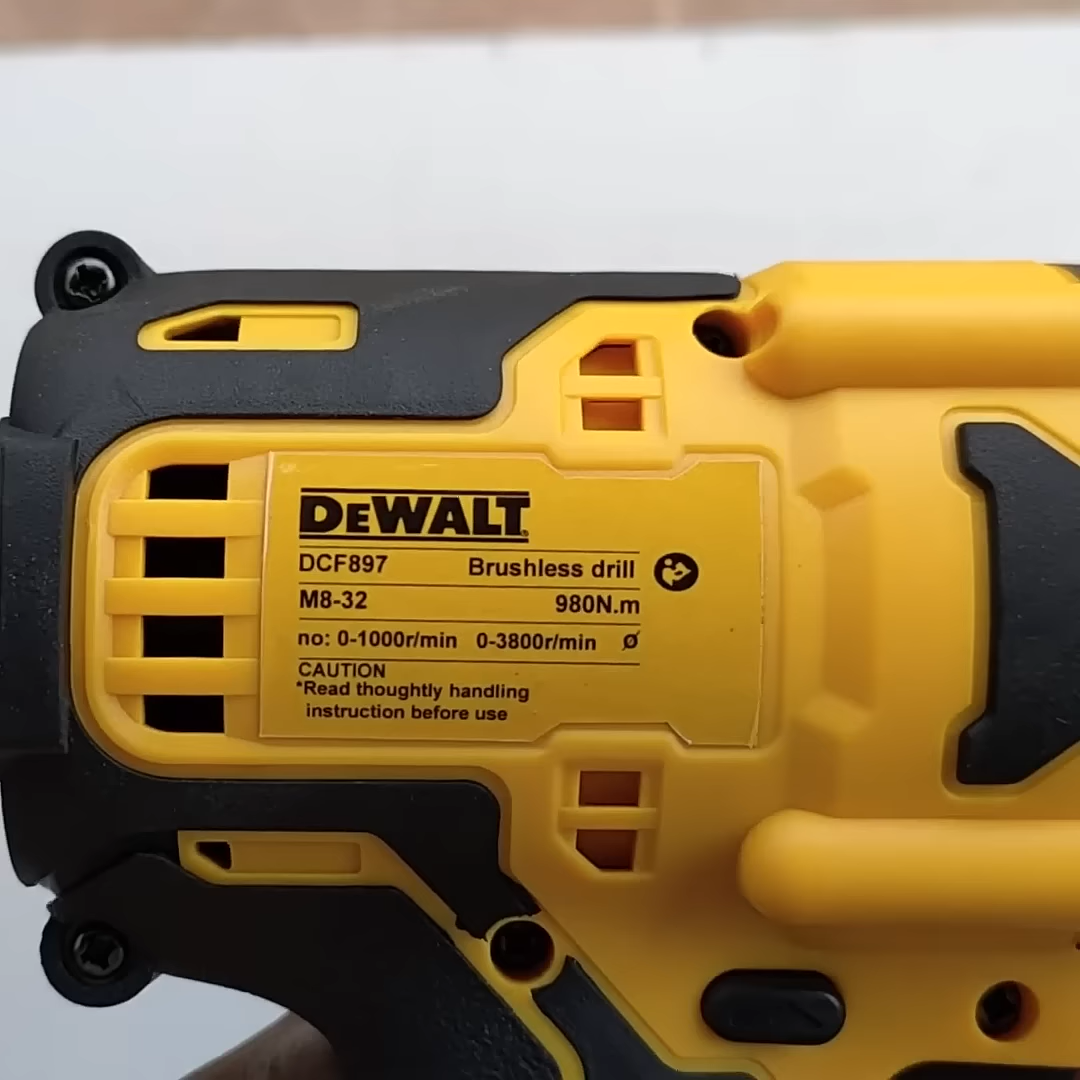 DEWALT
DCF897 Brushless drill
M8-32 980N.m
no: 0-1000r/min 0-3800r/min Ø
CAUTION
*Read thoughtly handling
instruction before use